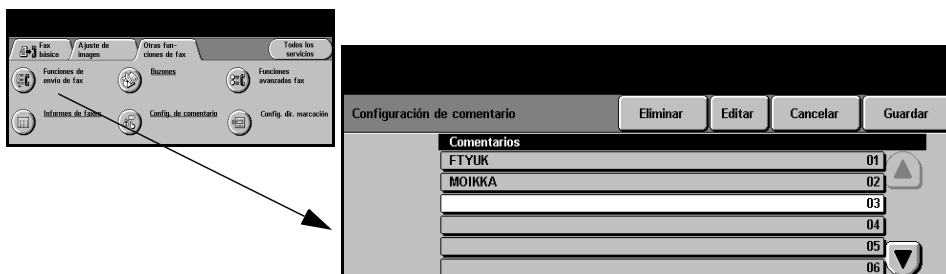 Fax
básico
Ajuste de
imagen
Otras fun-
ciones de fax
Todos los
servicios
Funciones de
envío de fax
Buzones
Funciones
avanzadas fax
Informes de faxes
Config. de comentario
Config. dir. marcación
Configuración de comentario
Eliminar
Editar
Cancelar
Guardar
Comentarios
FTYUK 01
MOIKKA 02
03
04
05
06